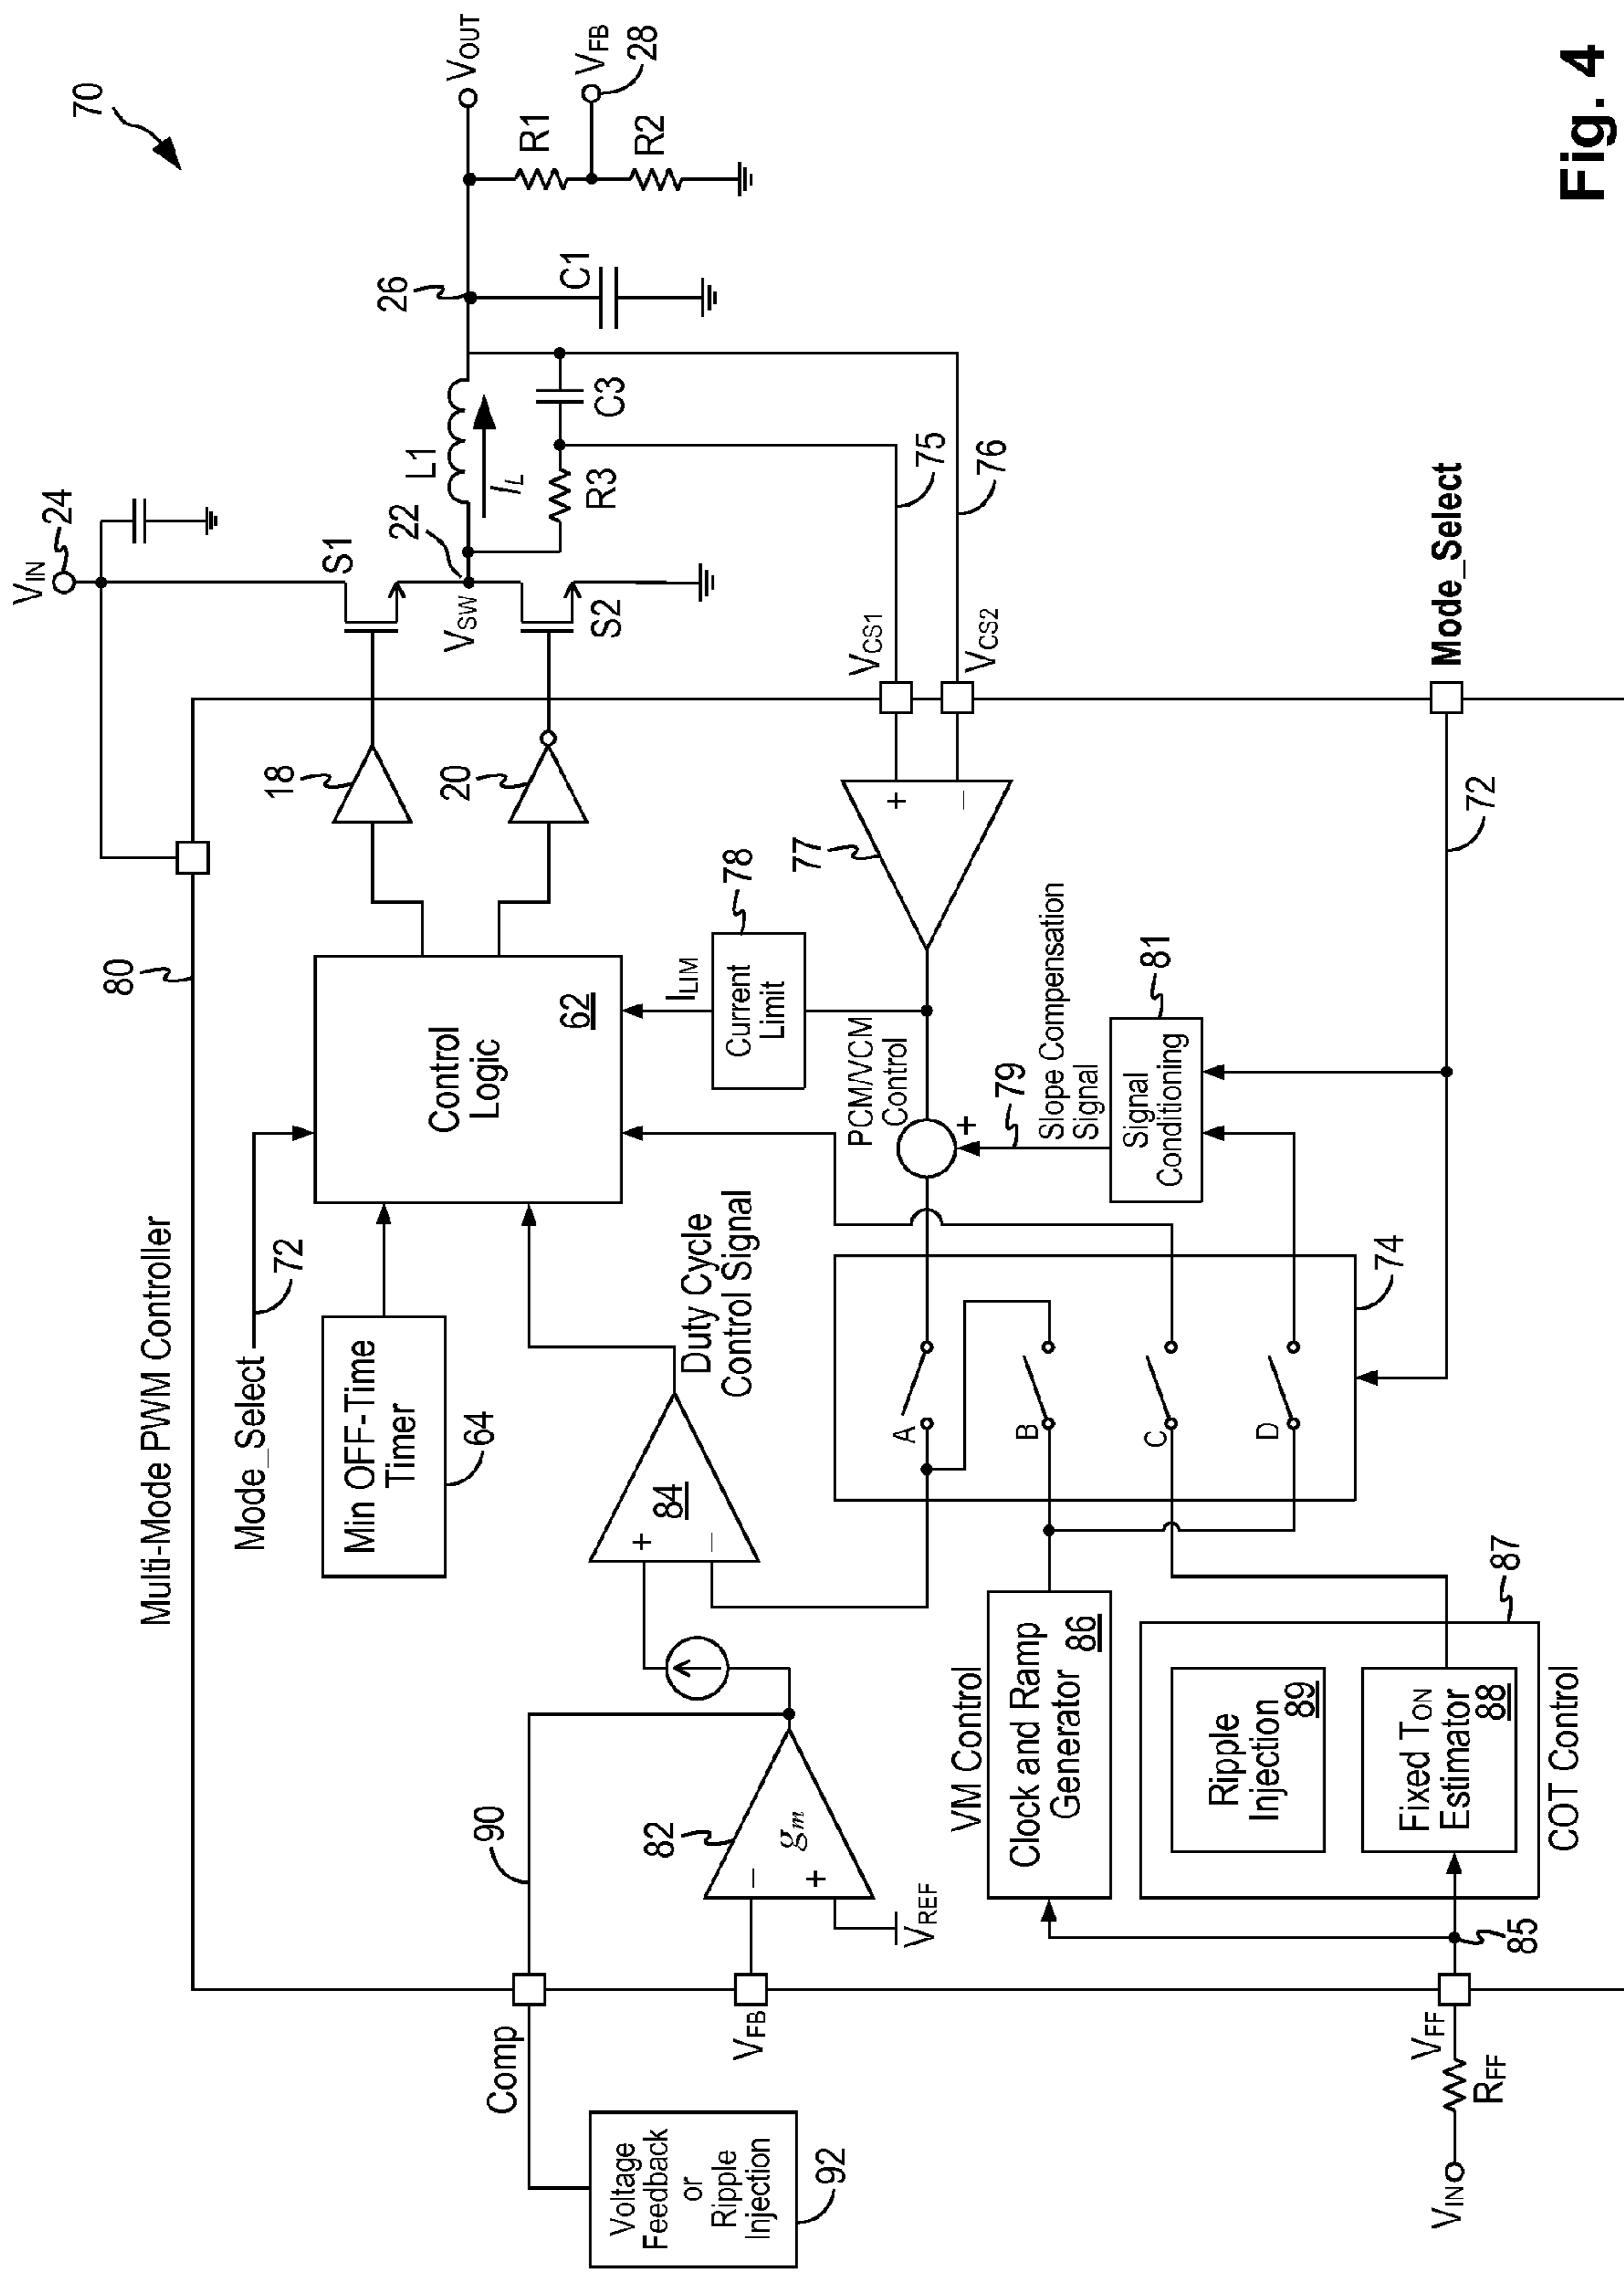 70
VIN
24
S1
VSW
22
S2
L1
IL
R3
C3
26
C1
VOUT
R1
VFB
28
R2
Multi-Mode PWM Controller
80
18
20
Mode_Select
72
Control
Logic
62
Min OFF-Time
Timer
64
ILIM
Current
Limit
78
77
+
–
VCS1
VCS2
75
76
Mode_Select
72
PCM/VCM
Control
+
79
Slope Compensation
Signal
Signal
Conditioning
81
Duty Cycle
Control Signal
84
+
–
A
B
C
D
74
90
82
gm
–
+
VREF
VM Control
Clock and Ramp
Generator 86
Ripple
Injection
89
Fixed TON
Estimator
88
87
COT Control
85
Comp
VFB
VFF
RFF
VIN
Voltage
Feedback
or
Ripple
Injection
92
Fig. 4